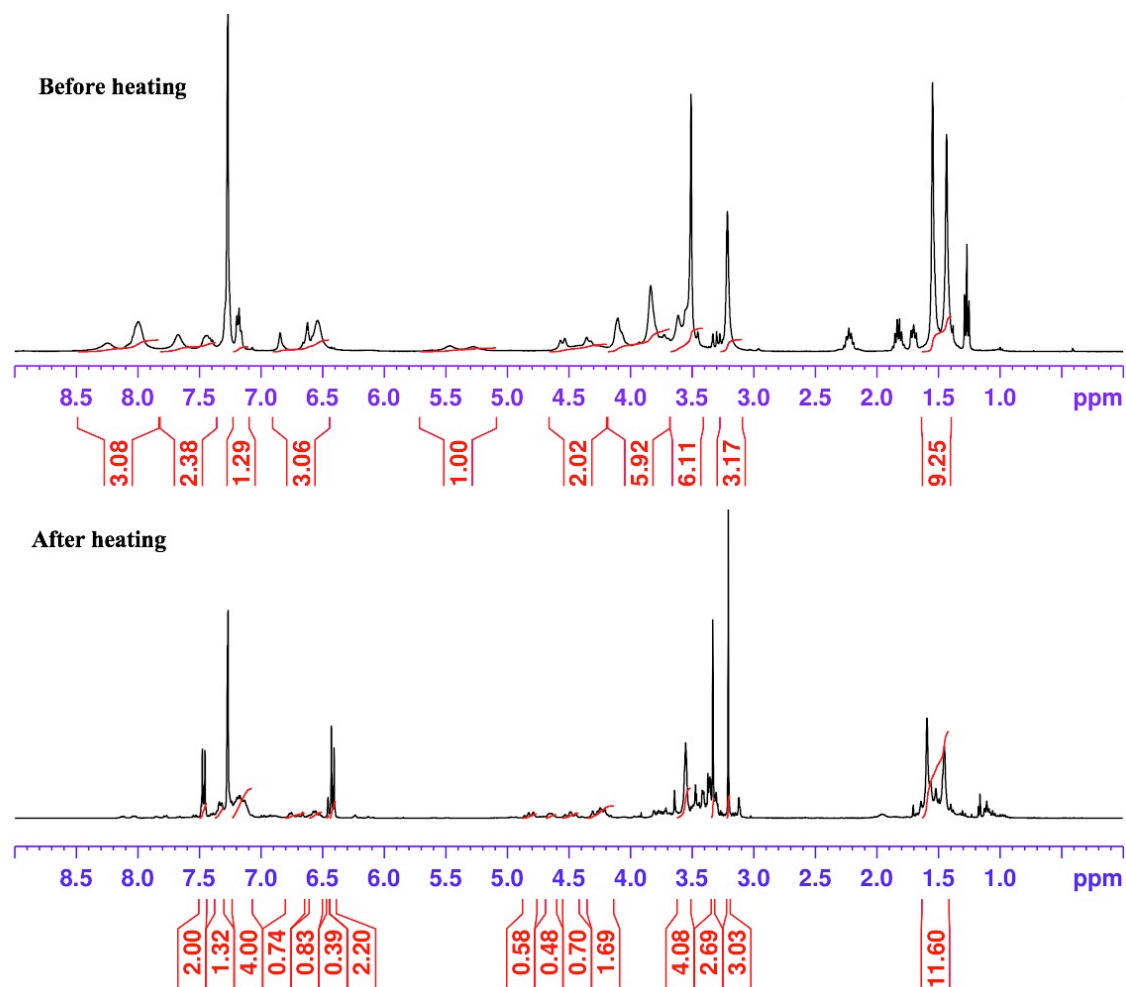 Before heating
8.5 8.0 7.5 7.0 6.5 6.0 5.5 5.0 4.5 4.0 3.5 3.0 2.5 2.0 1.5 1.0 ppm
3.08 2.38 1.29 3.06 1.00 2.02 5.92 6.11 3.17 9.25
After heating
8.5 8.0 7.5 7.0 6.5 6.0 5.5 5.0 4.5 4.0 3.5 3.0 2.5 2.0 1.5 1.0 ppm
2.00 1.32 4.00 0.74 0.83 0.39 2.20 0.58 0.48 0.70 1.69 4.08 2.69 3.03 11.60